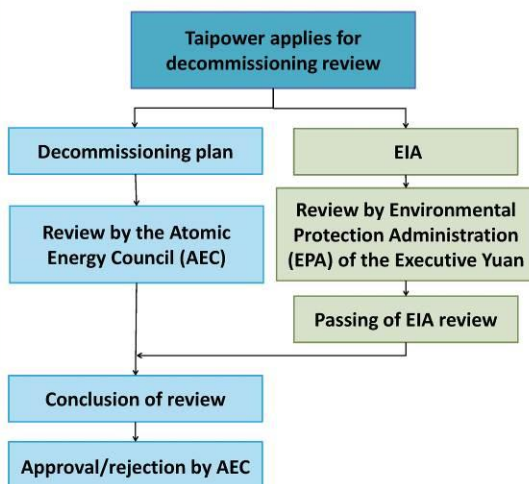 Taipower applies for
decommissioning review
Decommissioning plan
EIA
Review by the Atomic
Energy Council (AEC)
Review by Environmental
Protection Administration
(EPA) of the Executive Yuan
Passing of EIA review
Conclusion of review
Approval/rejection by AEC